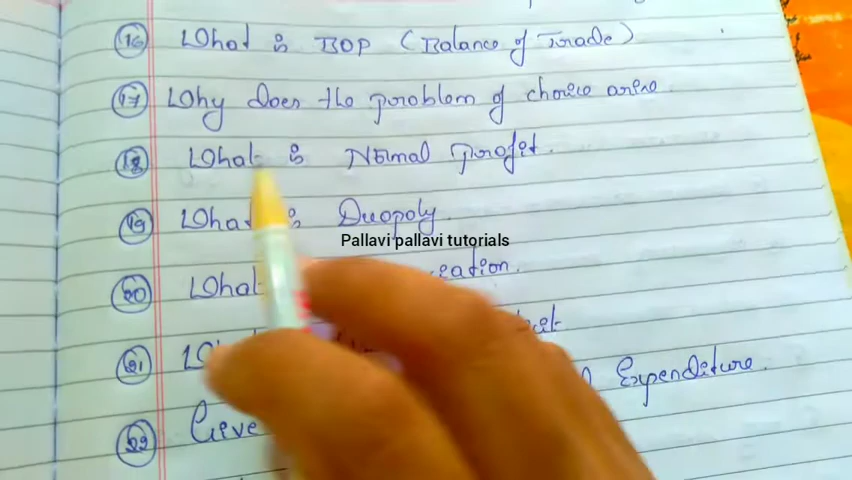 16 What is BOP (Balance of Trade)
17 Why does the problem of choice arise
18 What is Normal Profit.
19 What is Duopoly.
Pallavi pallavi tutorials
20 What
21
Expenditure.
22 Give